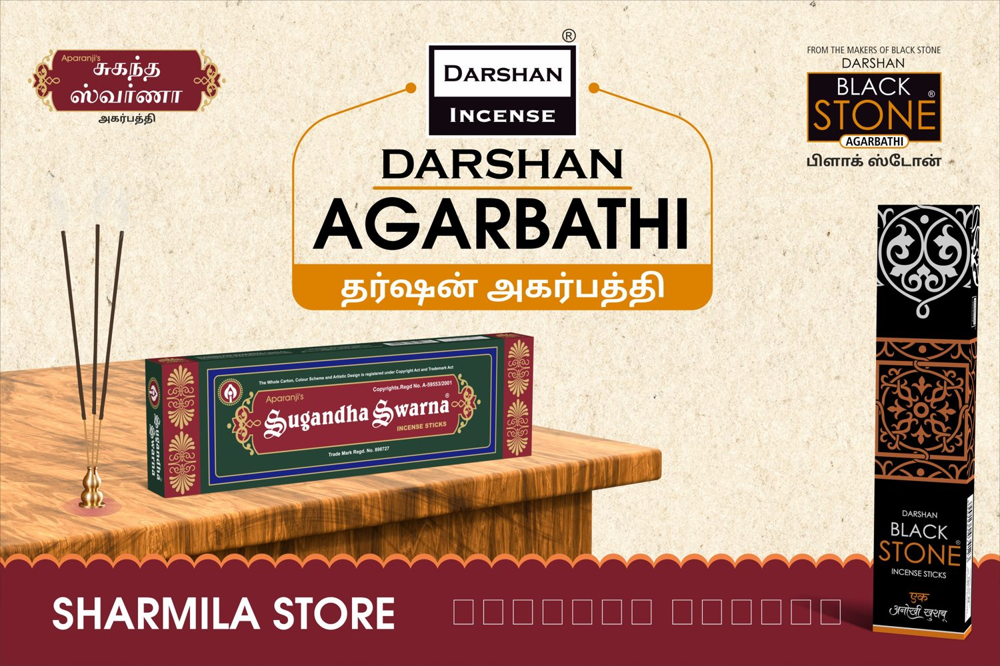 Aparanji's
சுகந்த
ஸ்வர்ணா
அகர்பத்தி
®
DARSHAN
INCENSE
DARSHAN
AGARBATHI
தர்ஷன் அகர்பத்தி
FROM THE MAKERS OF BLACK STONE
DARSHAN
BLACK
STONE®
AGARBATHI
பிளாக் ஸ்டோன்
The Whole Carton, Colour Scheme and Artistic Design is registered under Copyright Act and Trademark Act
Copyrights.Regd No. A-59553/2001
Aparanji's
Sugandha Swarna®
INCENSE STICKS
Trade Mark Regd. No. 898727
Sugandha
Swarna
DARSHAN
BLACK
STONE®
INCENSE STICKS
एक
अनोखी खुशबू
SHARMILA STORE